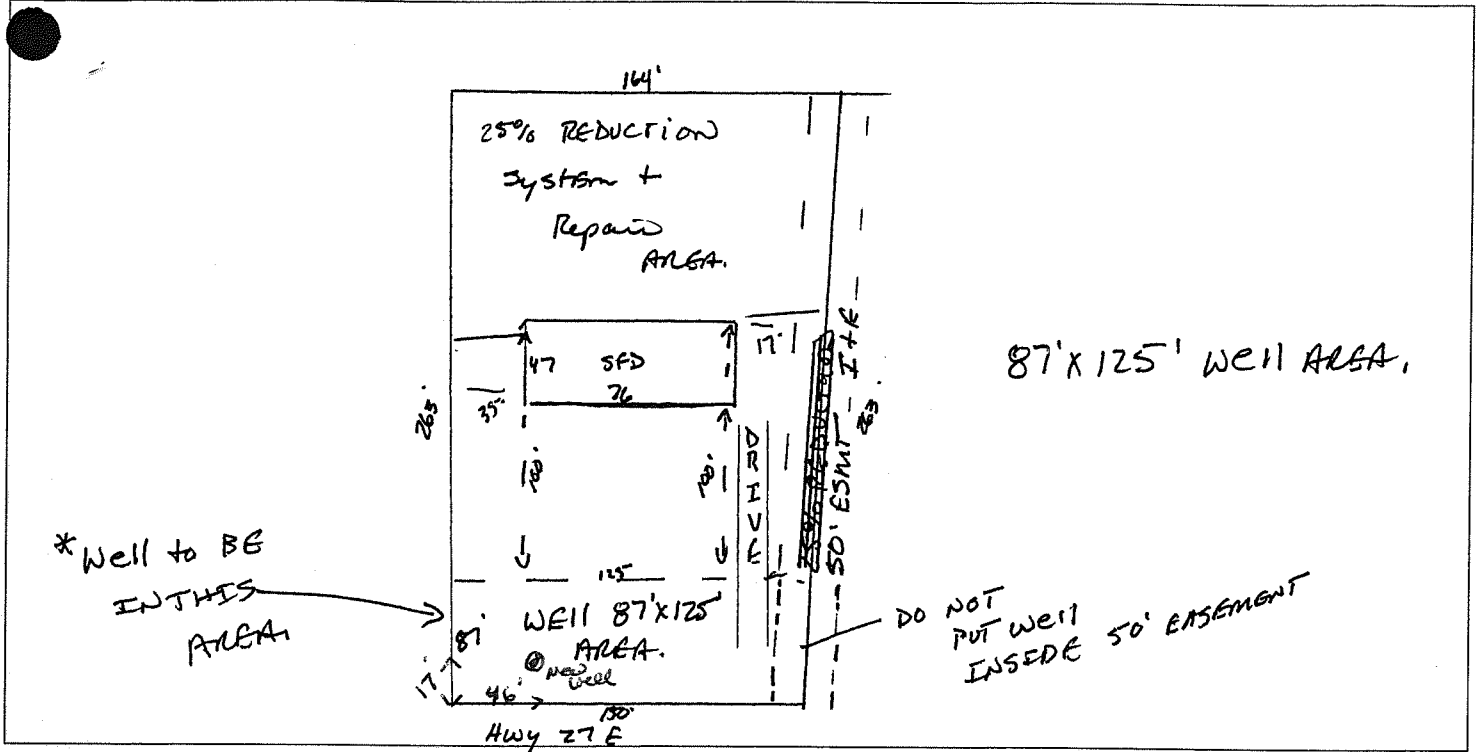 164'
25% REDUCTION
System +
Repair
AREA.
17'
47
SFD
76
35'
263'
263'
50' ESMT - I+E
100'
100'
DRIVE
87'X125' Well AREA.
*Well to BE
IN THIS
AREA.
125'
WEll 87'X125'
AREA.
87'
New
Well
17'
46'
150'
Hwy 27 E
DO NOT
PUT Well
INSIDE 50' EASEMENT